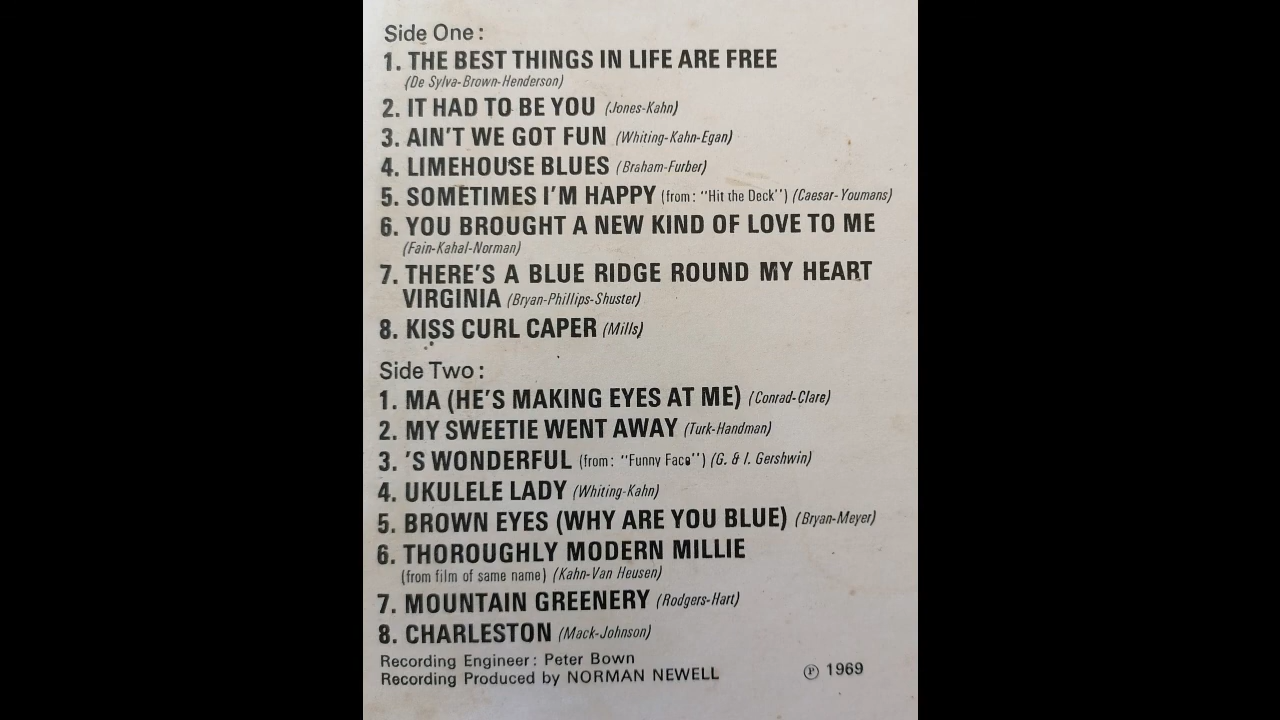 Side One:
1. THE BEST THINGS IN LIFE ARE FREE
(De Sylva-Brown-Henderson)
2. IT HAD TO BE YOU (Jones-Kahn)
3. AIN'T WE GOT FUN (Whiting-Kahn-Egan)
4. LIMEHOUSE BLUES (Braham-Furber)
5. SOMETIMES I'M HAPPY (from: "Hit the Deck") (Caesar-Youmans)
6. YOU BROUGHT A NEW KIND OF LOVE TO ME
(Fain-Kahal-Norman)
7. THERE'S A BLUE RIDGE ROUND MY HEART
VIRGINIA (Bryan-Phillips-Shuster)
8. KISS CURL CAPER (Mills)
Side Two:
1. MA (HE'S MAKING EYES AT ME) (Conrad-Clare)
2. MY SWEETIE WENT AWAY (Turk-Handman)
3. 'S WONDERFUL (from: "Funny Face") (G. & I. Gershwin)
4. UKULELE LADY (Whiting-Kahn)
5. BROWN EYES (WHY ARE YOU BLUE) (Bryan-Meyer)
6. THOROUGHLY MODERN MILLIE
(from film of same name) (Kahn-Van Heusen)
7. MOUNTAIN GREENERY (Rodgers-Hart)
8. CHARLESTON (Mack-Johnson)
Recording Engineer: Peter Bown
Recording Produced by NORMAN NEWELL
℗ 1969